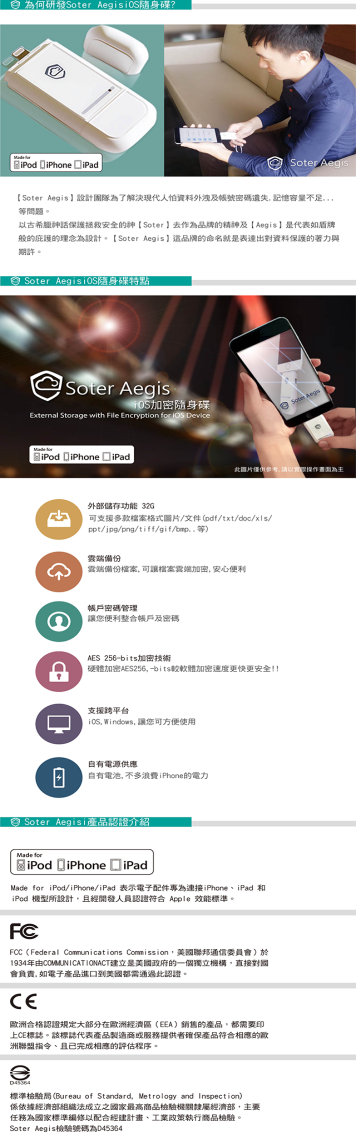 為何研發Soter AegisiOS隨身碟?
Made for
iPod iPhone iPad
Soter Aegis
【Soter Aegis】設計團隊為了解決現代人怕資料外洩及帳號密碼遺失.記憶容量不足...
等問題。
以古希臘神話保護拯救安全的神【Soter】去作為品牌的精神及【Aegis】是代表如盾牌
般的庇護的理念為設計。【Soter Aegis】這品牌的命名就是表達出對資料保護的著力與
期許。
Soter AegisiOS隨身碟特點
Soter Aegis
iOS加密隨身碟
External Storage with File Encryption for iOS Device
Soter Aegis
Made for
iPod iPhone iPad
此圖片僅供參考,請以實際操作畫面為主
外部儲存功能 32G
可支援多款檔案格式圖片/文件(pdf/txt/doc/xls/
ppt/jpg/png/tiff/gif/bmp..等)
雲端備份
雲端備份檔案,可讓檔案雲端加密,安心便利
帳戶密碼管理
讓您便利整合帳戶及密碼
AES 256-bits加密技術
硬體加密AES256,-bits較軟體加密速度更快更安全!!
支援跨平台
iOS,Windows,讓您可方便使用
自有電源供應
自有電池,不多浪費iPhone的電力
Soter Aegisi產品認證介紹
Made for
iPod iPhone iPad
Made for iPod/iPhone/iPad 表示電子配件專為連接iPhone、iPad 和
iPod 機型所設計，且經開發人員認證符合 Apple 效能標準。
FC
FCC (Federal Communications Commission，美國聯邦通信委員會) 於
1934年由COMMUNICATIONACT建立是美國政府的一個獨立機構，直接對國
會負責,如電子產品進口到美國都需通過此認證。
CE
歐洲合格認證規定大部分在歐洲經濟區 (EEA) 銷售的產品，都需要印
上CE標誌。該標誌代表產品製造商或服務提供者確保產品符合相應的歐
洲聯盟指令、且已完成相應的評估程序。
D45364
標準檢驗局(Bureau of Standard, Metrology and Inspection)
係依據經濟部組織法成立之國家最高商品檢驗機關隸屬經濟部，主要
任務為國家標準編修以配合經建計畫、工業政策執行商品檢驗。
Soter Aegis檢驗號碼為D45364